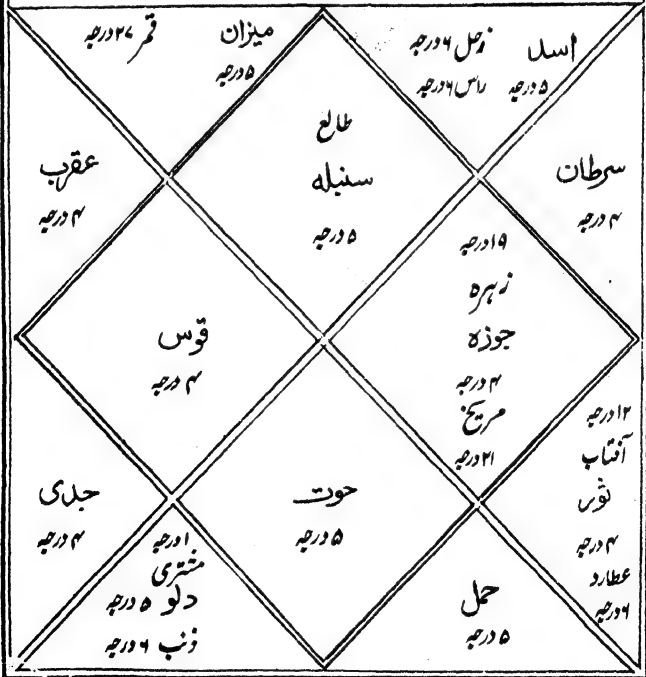 اسد
زحل ۶ درجہ
۵ درجہ
راس ۶ درجہ
میزان
قمر ۲۷ درجہ
۵ درجہ
طالع
سنبلہ
۵ درجہ
سرطان
۴ درجہ
عقرب
۴ درجہ
۱۹ درجہ
زہرہ
جوزہ
۴ درجہ
مریخ
۲۱ درجہ
قوس
۴ درجہ
۱۲ درجہ
آفتاب
ثور
۴ درجہ
عطارد
۶ درجہ
حوت
۵ درجہ
جدی
۴ درجہ
۱ درجہ
مشتری
دلو ۵ درجہ
ذنب ۶ درجہ
حمل
۵ درجہ